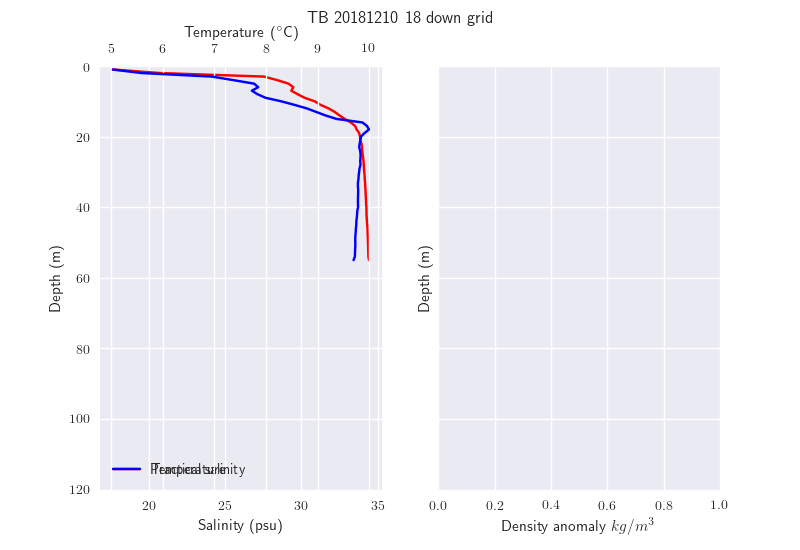 TB 20181210 18 down grid
Temperature (°C)
5 6 7 8 9 10
0
20
40
60
80
100
120
Depth (m)
Practical salinity
Temperature
20 25 30 35
Salinity (psu)
Depth (m)
0.0 0.2 0.4 0.6 0.8 1.0
Density anomaly kg/m³